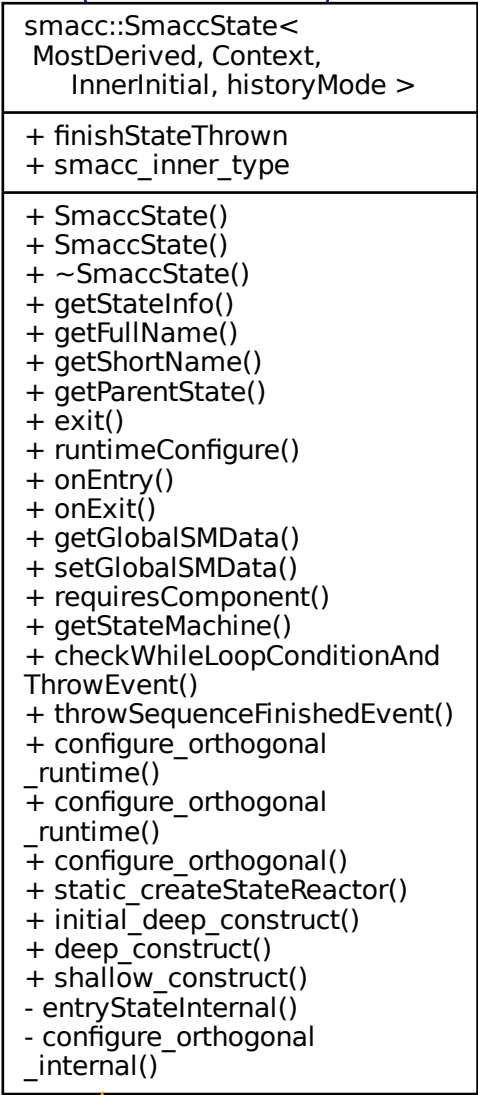 smacc::SmaccState<
MostDerived, Context,
InnerInitial, historyMode >
+ finishStateThrown
+ smacc_inner_type
+ SmaccState()
+ SmaccState()
+ ~SmaccState()
+ getStateInfo()
+ getFullName()
+ getShortName()
+ getParentState()
+ exit()
+ runtimeConfigure()
+ onEntry()
+ onExit()
+ getGlobalSMData()
+ setGlobalSMData()
+ requiresComponent()
+ getStateMachine()
+ checkWhileLoopConditionAnd
ThrowEvent()
+ throwSequenceFinishedEvent()
+ configure_orthogonal
_runtime()
+ configure_orthogonal
_runtime()
+ configure_orthogonal()
+ static_createStateReactor()
+ initial_deep_construct()
+ deep_construct()
+ shallow_construct()
- entryStateInternal()
- configure_orthogonal
_internal()